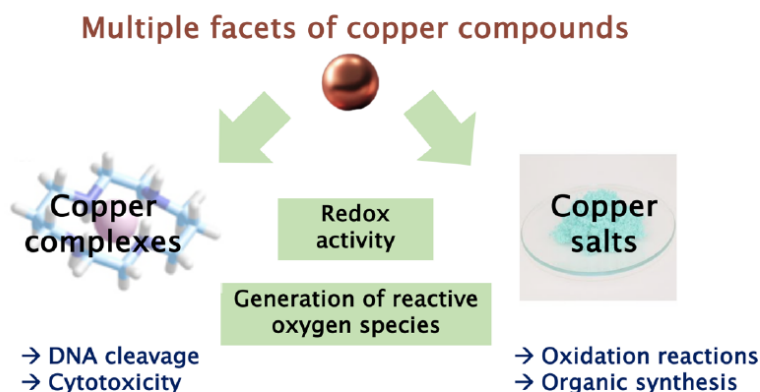 Multiple facets of copper compounds
Copper
complexes
Redox
activity
Copper
salts
Generation of reactive
oxygen species
→ DNA cleavage
→ Cytotoxicity
→ Oxidation reactions
→ Organic synthesis